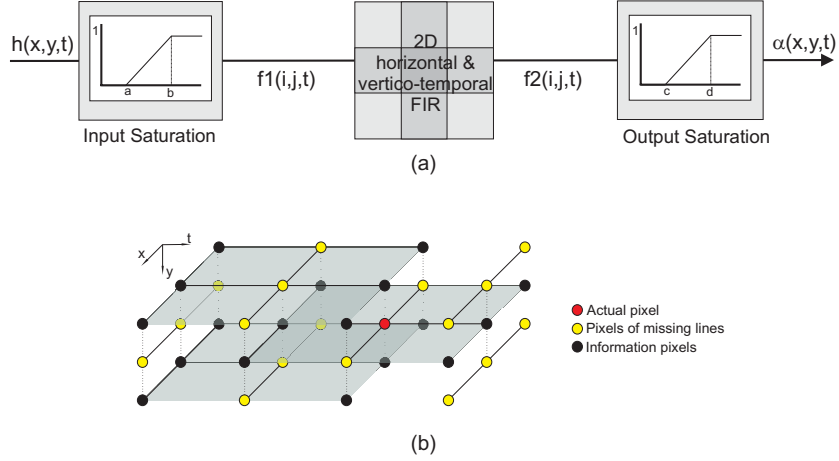 h(x,y,t)
1
a b
Input Saturation
f1(i,j,t)
2D
horizontal &
vertico-temporal
FIR
f2(i,j,t)
1
c d
Output Saturation
α(x,y,t)
(a)
t
x
y
Actual pixel
Pixels of missing lines
Information pixels
(b)